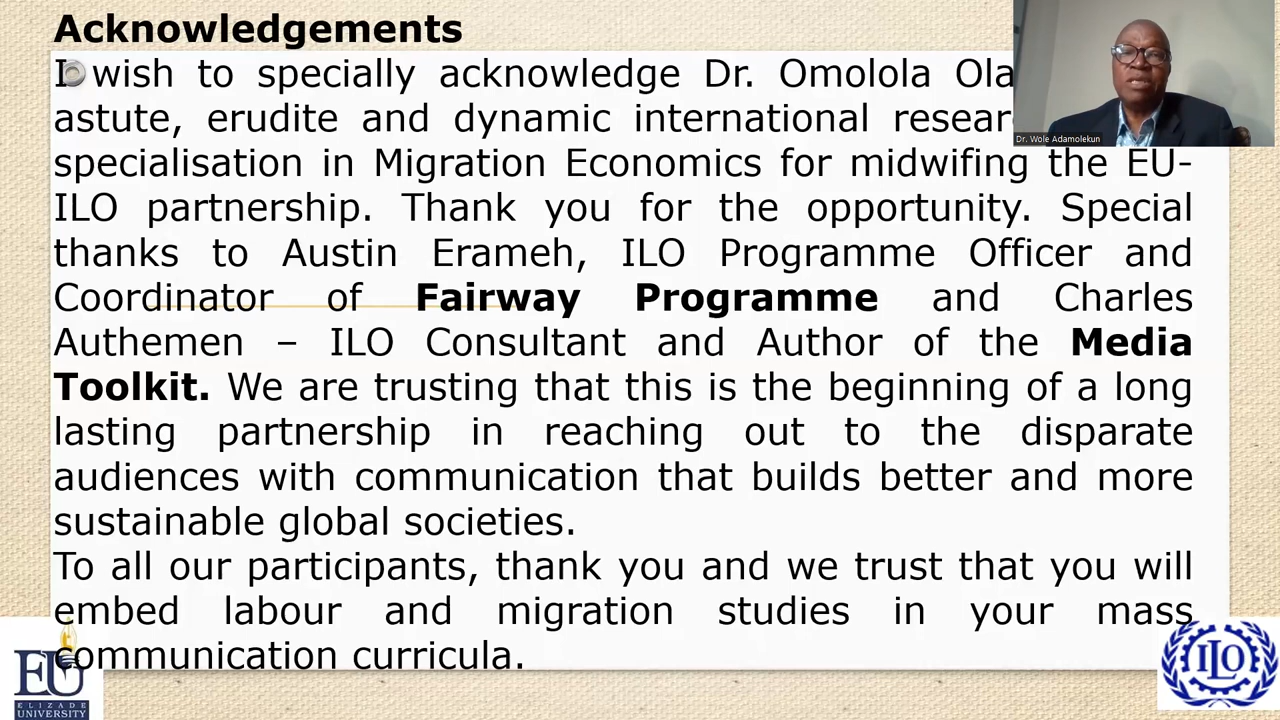 Acknowledgements
I wish to specially acknowledge Dr. Omolola
astute, erudite and dynamic international
specialisation in Migration Economics for midwifing the EU-
ILO partnership. Thank you for the opportunity. Special
thanks to Austin Erameh, ILO Programme Officer and
Coordinator of Fairway Programme and Charles
Authemen – ILO Consultant and Author of the Media
Toolkit. We are trusting that this is the beginning of a long
lasting partnership in reaching out to the disparate
audiences with communication that builds better and more
sustainable global societies.
To all our participants, thank you and we trust that you will
embed labour and migration studies in your mass
communication curricula.
Dr. Wole Adamolekun
EU
ELIZADE
UNIVERSITY
ILO